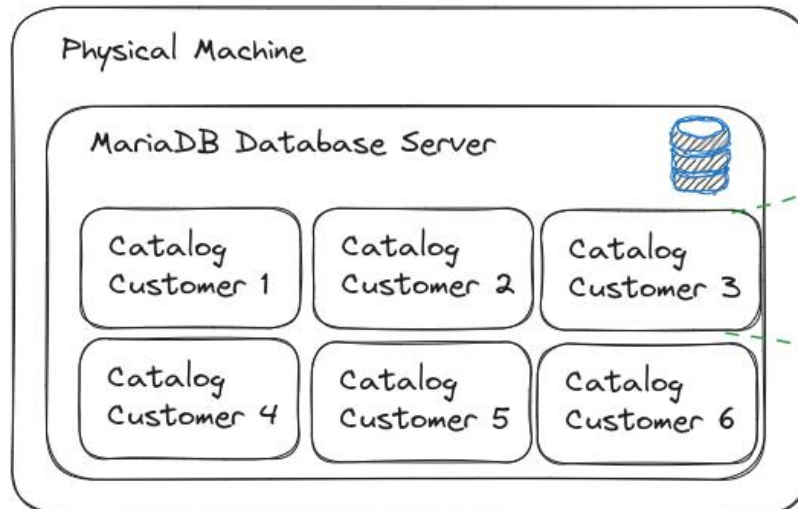 Physical Machine
MariaDB Database Server
Catalog
Customer 1
Catalog
Customer 2
Catalog
Customer 3
Catalog
Customer 4
Catalog
Customer 5
Catalog
Customer 6